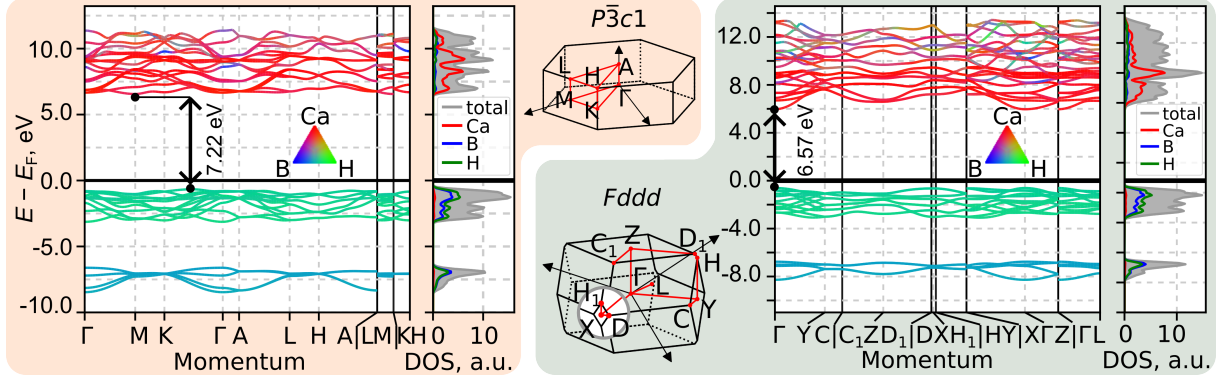 E − E_F, eV
10.0
5.0
0.0
-5.0
-10.0
7.22 eV
Ca
B H
Γ M K Γ A L H A|LM|KH
Momentum
total
Ca
B
H
0 10
DOS, a.u.
P3̅c1
L H A
M K Γ
Fddd
C₁ Z D₁
H
Γ L
H₁
Y
X D C
12.0
8.0
4.0
0.0
-4.0
-8.0
6.57 eV
Ca
B H
Γ YC|C₁ZD₁|DXH₁|HY|XΓZ|ΓL
Momentum
total
Ca
B
H
0 10
DOS, a.u.